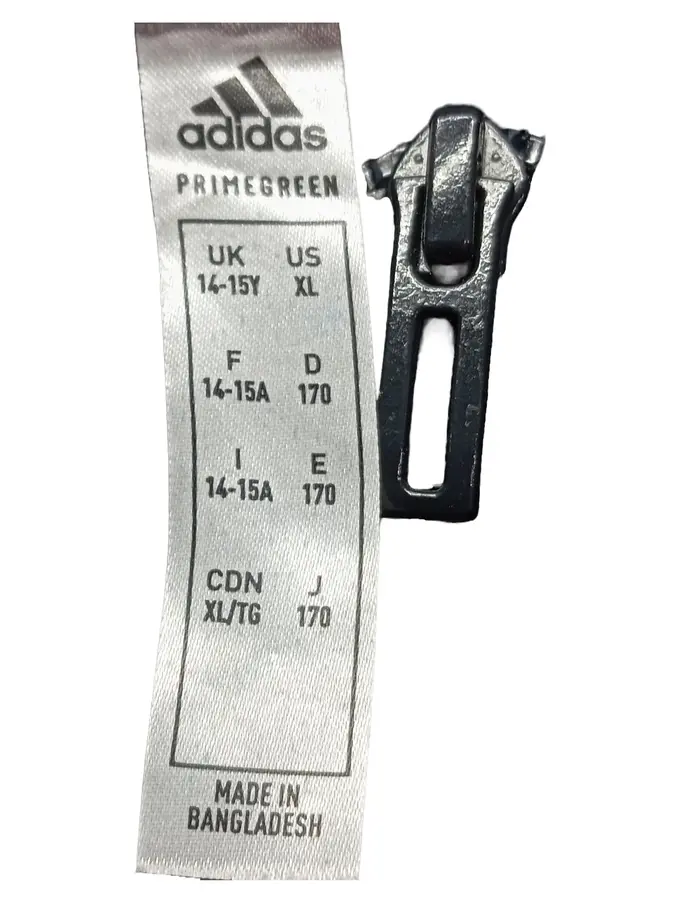 adidas
PRIMEGREEN
UK US
14-15Y XL
F D
14-15A 170
I E
14-15A 170
CDN J
XL/TG 170
MADE IN
BANGLADESH